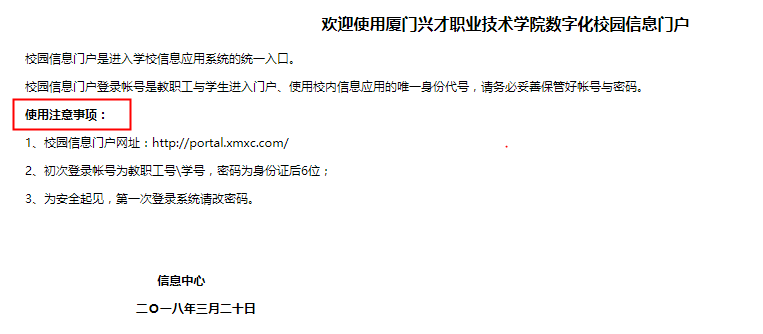 欢迎使用厦门兴才职业技术学院数字化校园信息门户
校园信息门户是进入学校信息应用系统的统一入口。
校园信息门户登录帐号是教职工与学生进入门户、使用校内信息应用的唯一身份代号，请务必妥善保管好帐号与密码。
使用注意事项：
1、校园信息门户网址：http://portal.xmxc.com/
2、初次登录帐号为教职工号\学号，密码为身份证后6位；
3、为安全起见，第一次登录系统请改密码。
信息中心
二〇一八年三月二十日